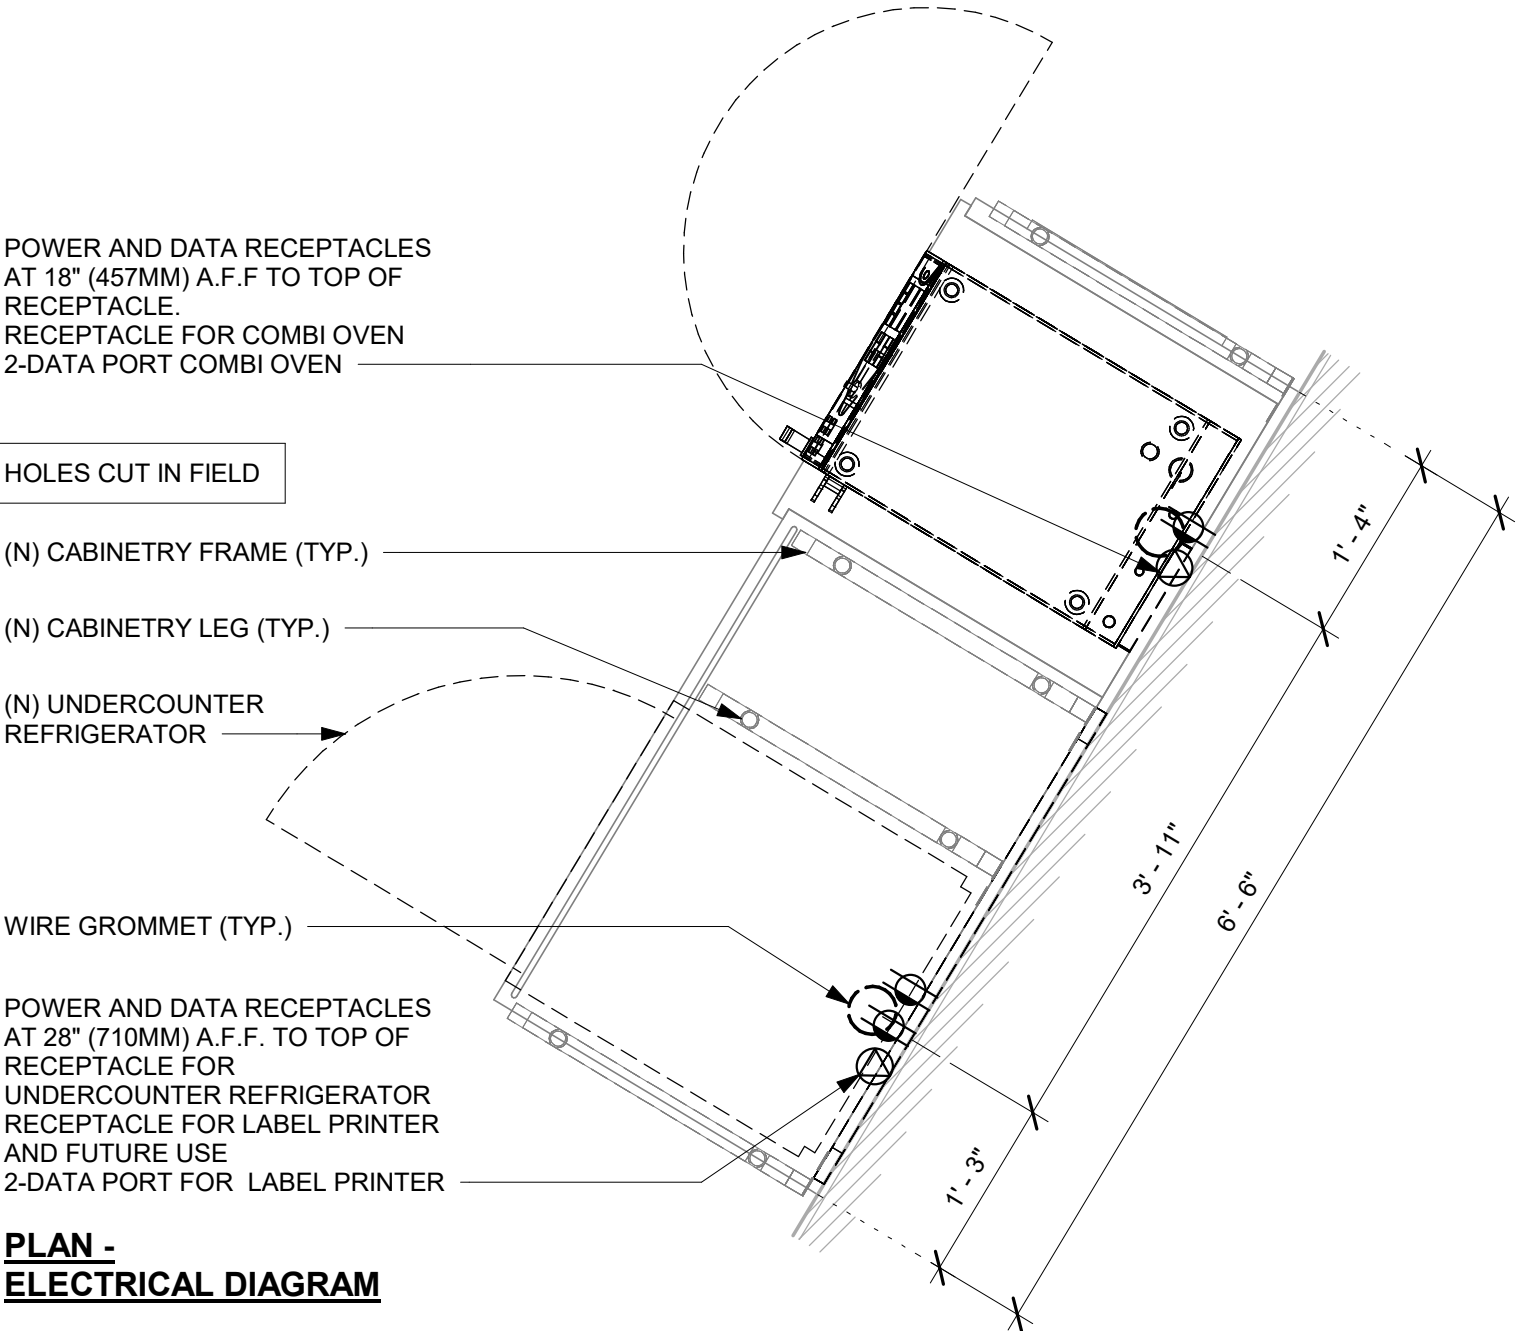 POWER AND DATA RECEPTACLES
AT 18" (457MM) A.F.F TO TOP OF
RECEPTACLE.
RECEPTACLE FOR COMBI OVEN
2-DATA PORT COMBI OVEN
HOLES CUT IN FIELD
(N) CABINETRY FRAME (TYP.)
(N) CABINETRY LEG (TYP.)
(N) UNDERCOUNTER
REFRIGERATOR
WIRE GROMMET (TYP.)
POWER AND DATA RECEPTACLES
AT 28" (710MM) A.F.F. TO TOP OF
RECEPTACLE FOR
UNDERCOUNTER REFRIGERATOR
RECEPTACLE FOR LABEL PRINTER
AND FUTURE USE
2-DATA PORT FOR  LABEL PRINTER
1' - 4"
3' - 11"
6' - 6"
1' - 3"
PLAN -
ELECTRICAL DIAGRAM